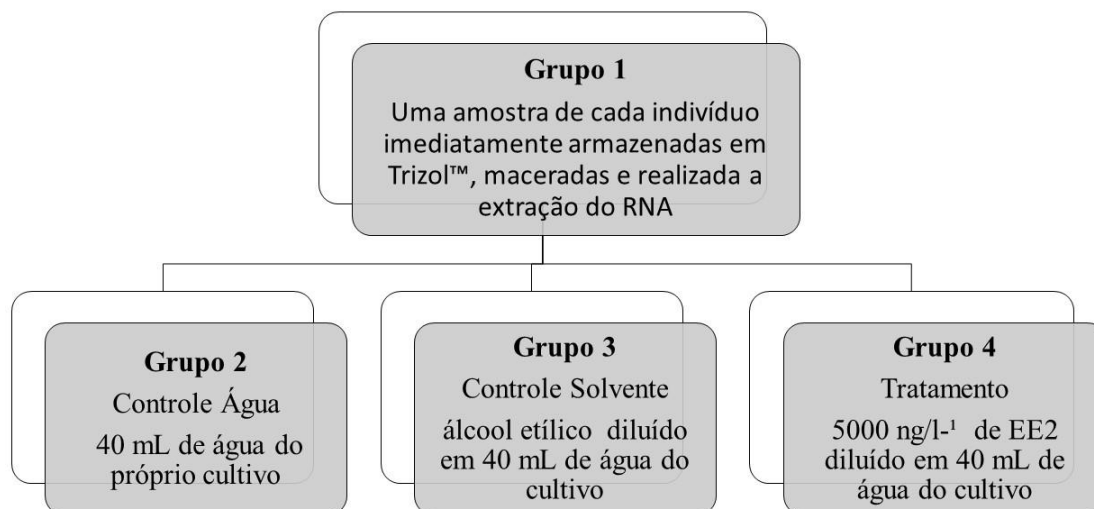 Grupo 1
Uma amostra de cada indivíduo
imediatamente armazenadas em
Trizol™, maceradas e realizada a
extração do RNA
Grupo 2
Controle Água
40 mL de água do
próprio cultivo
Grupo 3
Controle Solvente
álcool etílico diluído
em 40 mL de água do
cultivo
Grupo 4
Tratamento
5000 ng/l-¹ de EE2
diluído em 40 mL de
água do cultivo